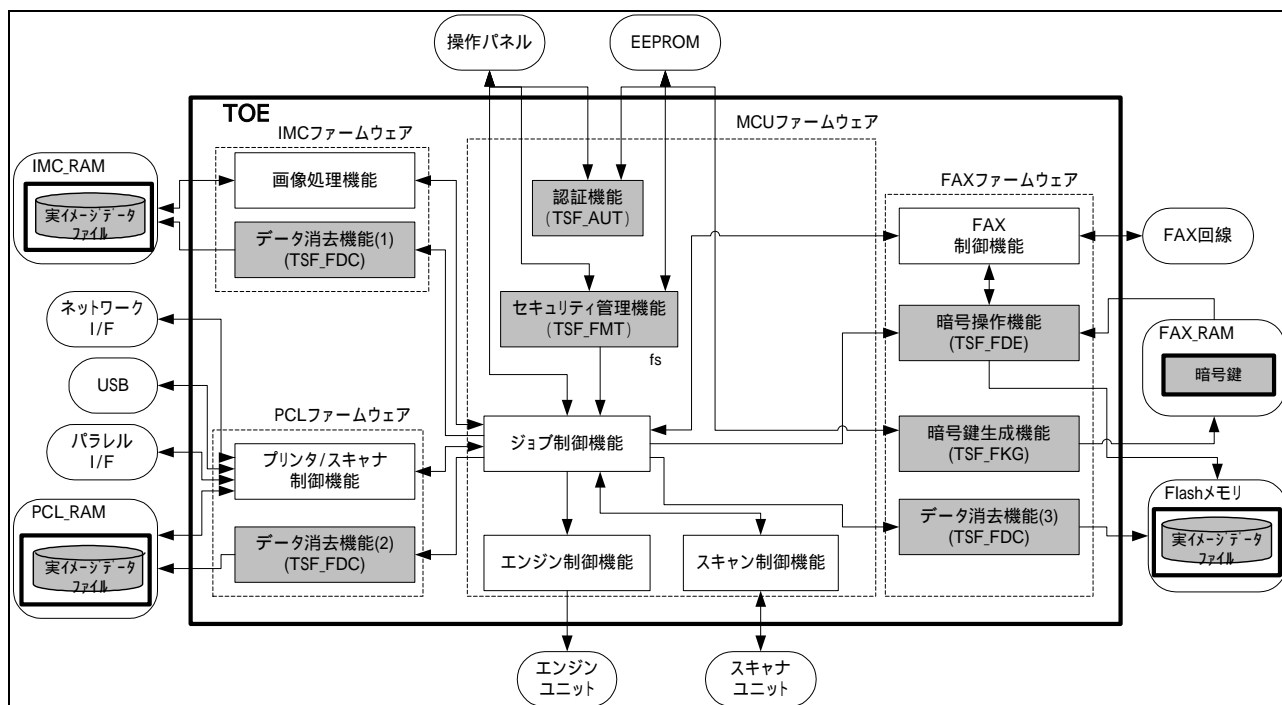 操作パネル
EEPROM
TOE
IMCファームウェア
MCUファームウェア
IMC_RAM
実イメージデータ
ファイル
画像処理機能
データ消去機能(1)
(TSF_FDC)
認証機能
(TSF_AUT)
FAXファームウェア
FAX
制御機能
FAX回線
ネットワーク
I/F
セキュリティ管理機能
(TSF_FMT)
fs
暗号操作機能
(TSF_FDE)
FAX_RAM
暗号鍵
USB
パラレル
I/F
PCLファームウェア
プリンタ/スキャナ
制御機能
ジョブ制御機能
暗号鍵生成機能
(TSF_FKG)
PCL_RAM
実イメージデータ
ファイル
データ消去機能(2)
(TSF_FDC)
エンジン制御機能
スキャン制御機能
データ消去機能(3)
(TSF_FDC)
Flashメモリ
実イメージデータ
ファイル
エンジン
ユニット
スキャナ
ユニット